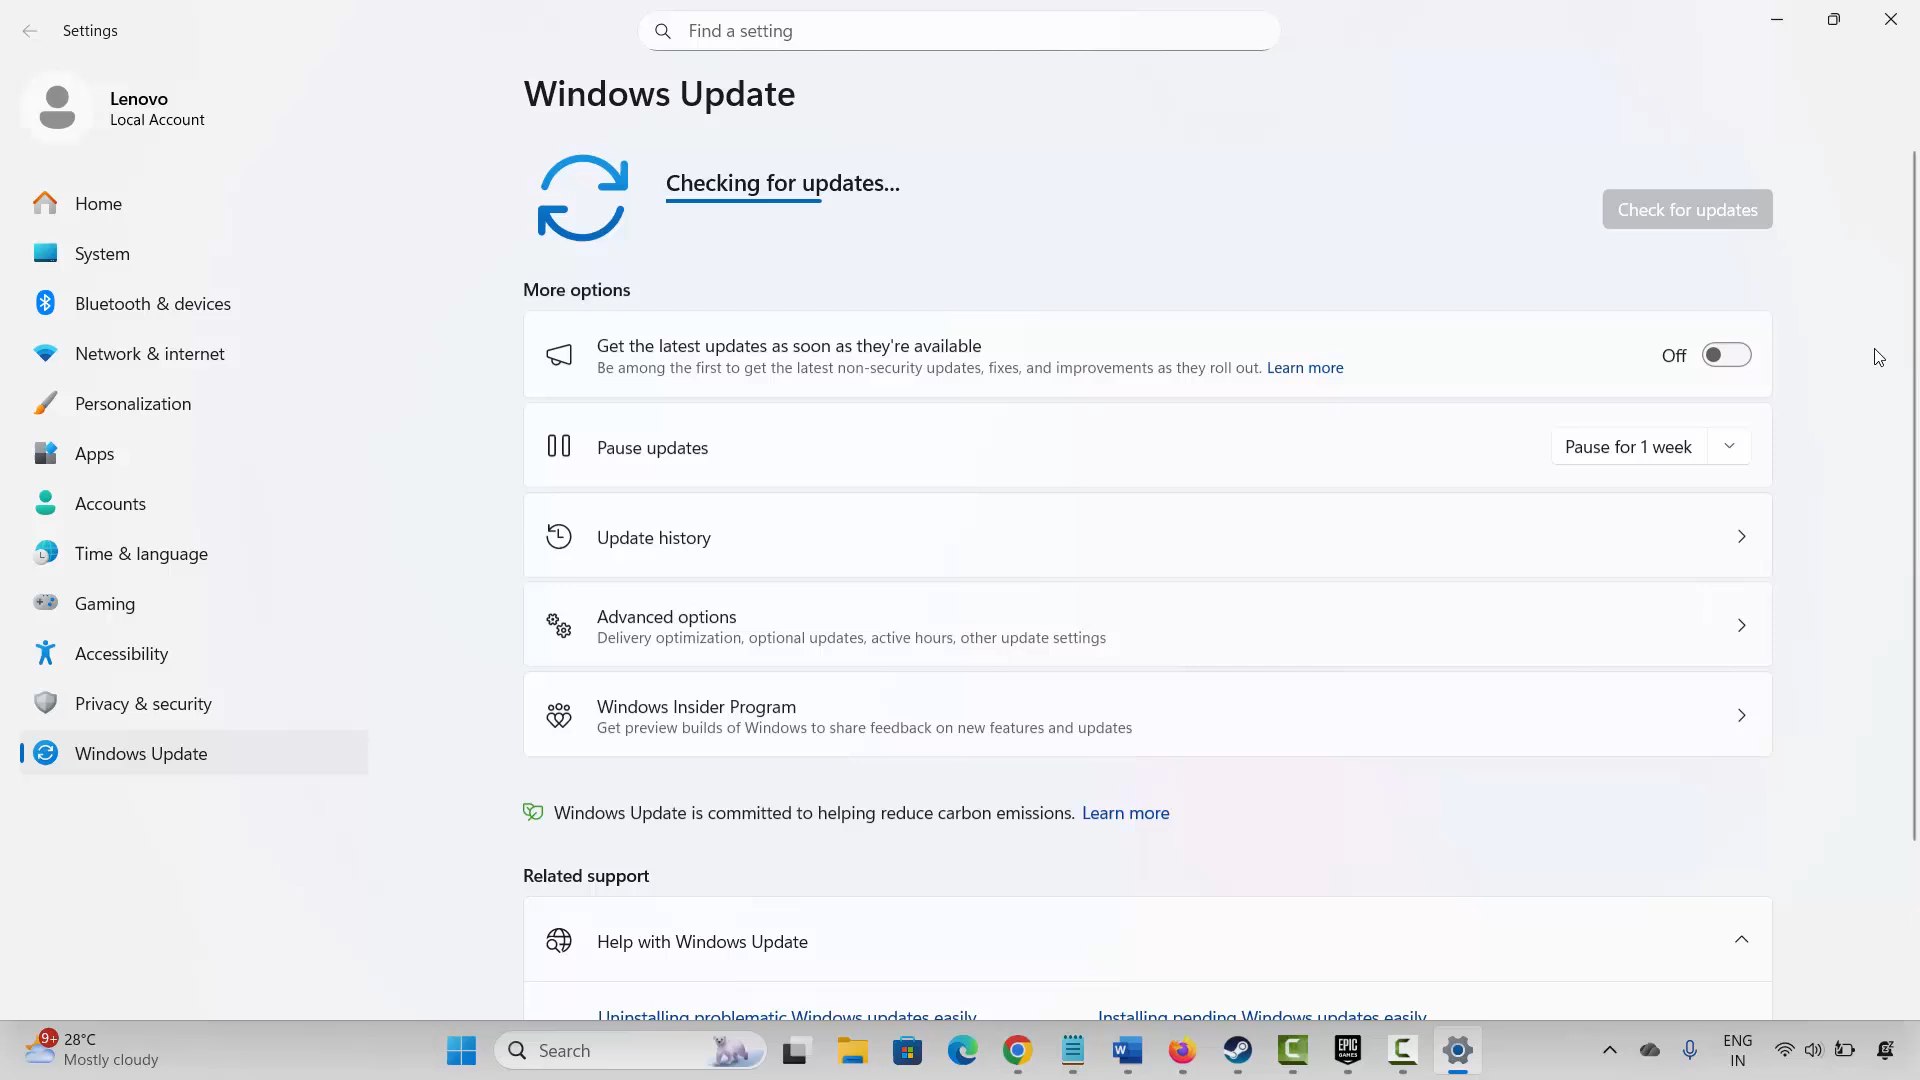 Settings
Find a setting
Lenovo
Local Account
Home
System
Bluetooth & devices
Network & internet
Personalization
Apps
Accounts
Time & language
Gaming
Accessibility
Privacy & security
Windows Update
Windows Update
Checking for updates...
Check for updates
More options
Get the latest updates as soon as they're available
Be among the first to get the latest non-security updates, fixes, and improvements as they roll out. Learn more
Off
Pause updates
Pause for 1 week
Update history
Advanced options
Delivery optimization, optional updates, active hours, other update settings
Windows Insider Program
Get preview builds of Windows to share feedback on new features and updates
Windows Update is committed to helping reduce carbon emissions. Learn more
Related support
Help with Windows Update
Uninstalling problematic Windows updates easily
Installing pending Windows updates easily
9+
28°C
Mostly cloudy
Search
EPIC
GAMES
ENG
IN